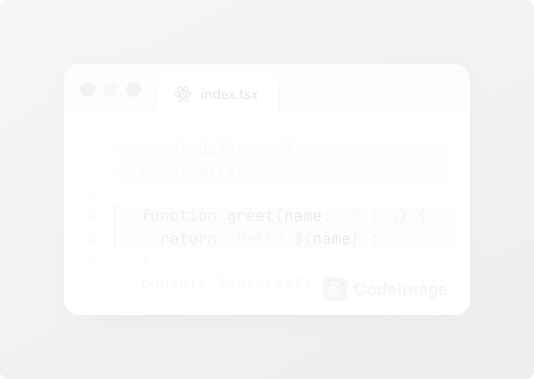 index.tsx
1 - const before = 1;
2 + const after = 2;
3
4 function greet(name: string) {
5 return `Hello ${name}`;
6 }
7 console.log(greet(
CodeImage